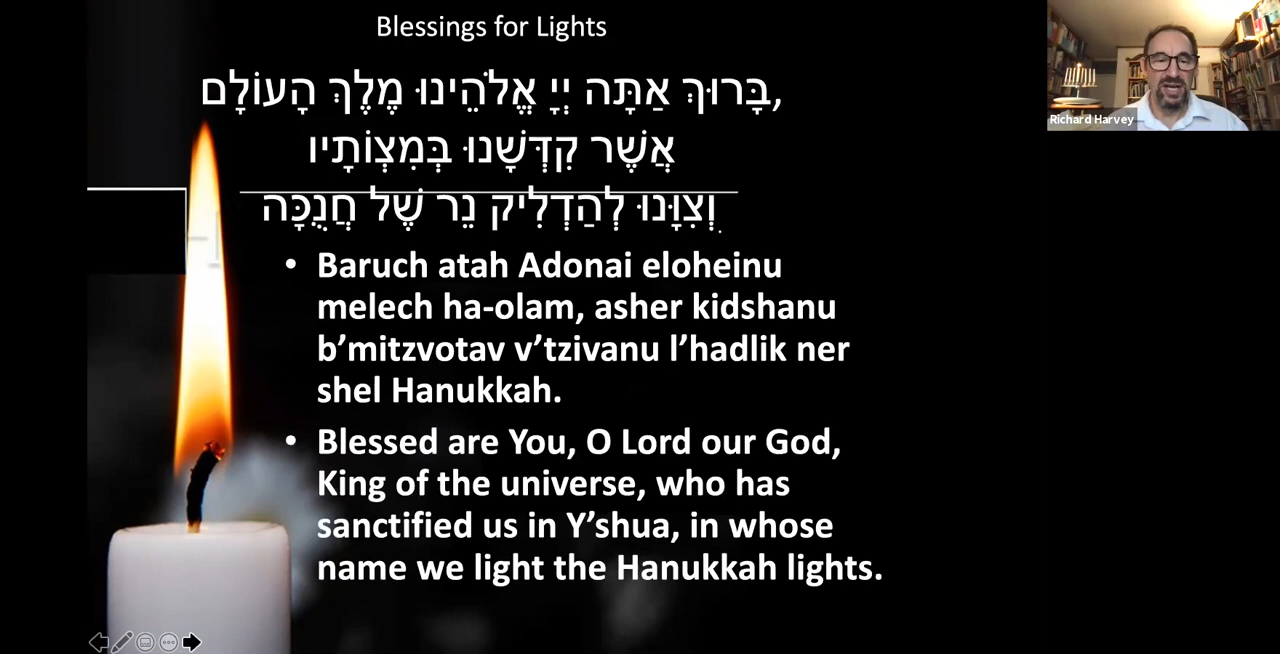 Blessings for Lights
בָּרוּךְ אַתָּה יְיָ אֱלֹהֵינוּ מֶלֶךְ הָעוֹלָם,
אֲשֶׁר קִדְּשָׁנוּ בְּמִצְוֹתָיו
וְצִוָּנוּ לְהַדְלִיק נֵר שֶׁל חֲנֻכָּה.
• Baruch atah Adonai eloheinu
melech ha-olam, asher kidshanu
b’mitzvotav v’tzivanu l’hadlik ner
shel Hanukkah.
• Blessed are You, O Lord our God,
King of the universe, who has
sanctified us in Y’shua, in whose
name we light the Hanukkah lights.
Richard Harvey